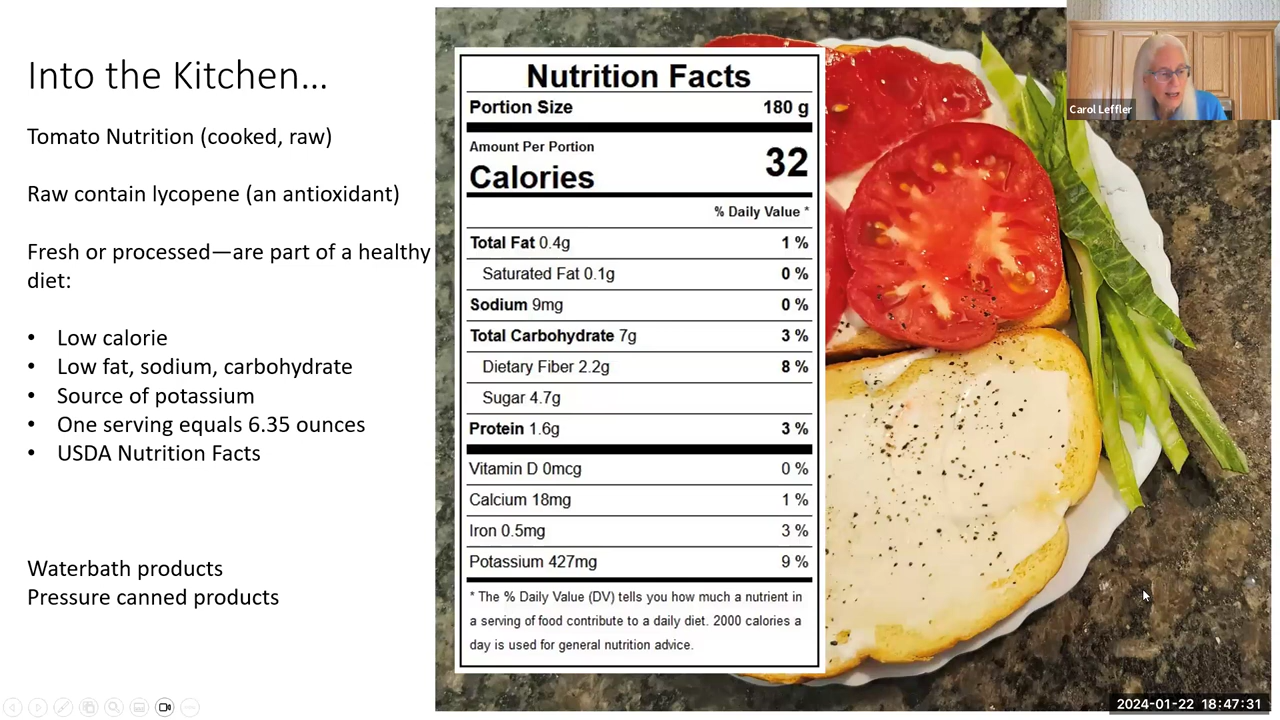 Into the Kitchen…
Tomato Nutrition (cooked, raw)
Raw contain lycopene (an antioxidant)
Fresh or processed—are part of a healthy
diet:
• Low calorie
• Low fat, sodium, carbohydrate
• Source of potassium
• One serving equals 6.35 ounces
• USDA Nutrition Facts
Waterbath products
Pressure canned products
Nutrition Facts
Portion Size 180 g
Amount Per Portion
Calories 32
% Daily Value *
Total Fat 0.4g 1 %
Saturated Fat 0.1g 0 %
Sodium 9mg 0 %
Total Carbohydrate 7g 3 %
Dietary Fiber 2.2g 8 %
Sugar 4.7g
Protein 1.6g 3 %
Vitamin D 0mcg 0 %
Calcium 18mg 1 %
Iron 0.5mg 3 %
Potassium 427mg 9 %
* The % Daily Value (DV) tells you how much a nutrient in
a serving of food contribute to a daily diet. 2000 calories a
day is used for general nutrition advice.
Carol Leffler
2024-01-22 18:47:31